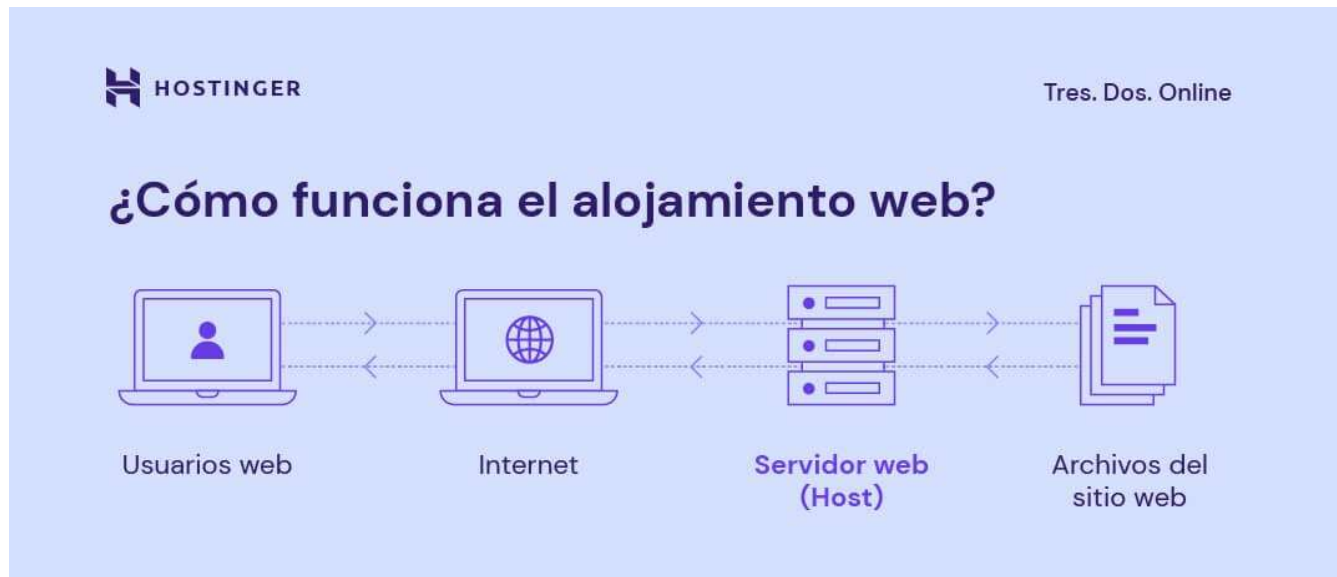 HOSTINGER
Tres. Dos. Online
¿Cómo funciona el alojamiento web?
Usuarios web
Internet
Servidor web
(Host)
Archivos del
sitio web